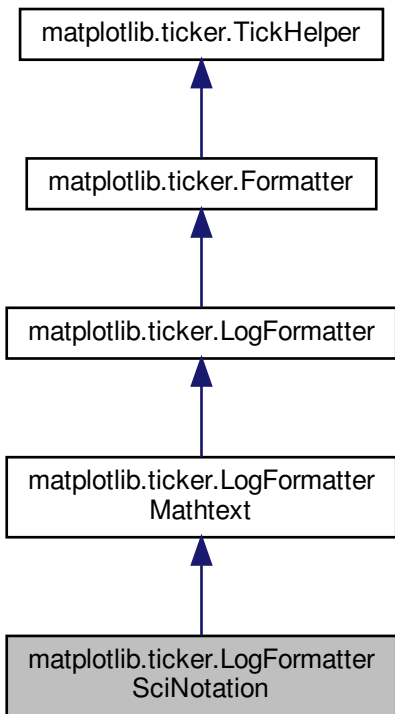 matplotlib.ticker.TickHelper
matplotlib.ticker.Formatter
matplotlib.ticker.LogFormatter
matplotlib.ticker.LogFormatter
Mathtext
matplotlib.ticker.LogFormatter
SciNotation